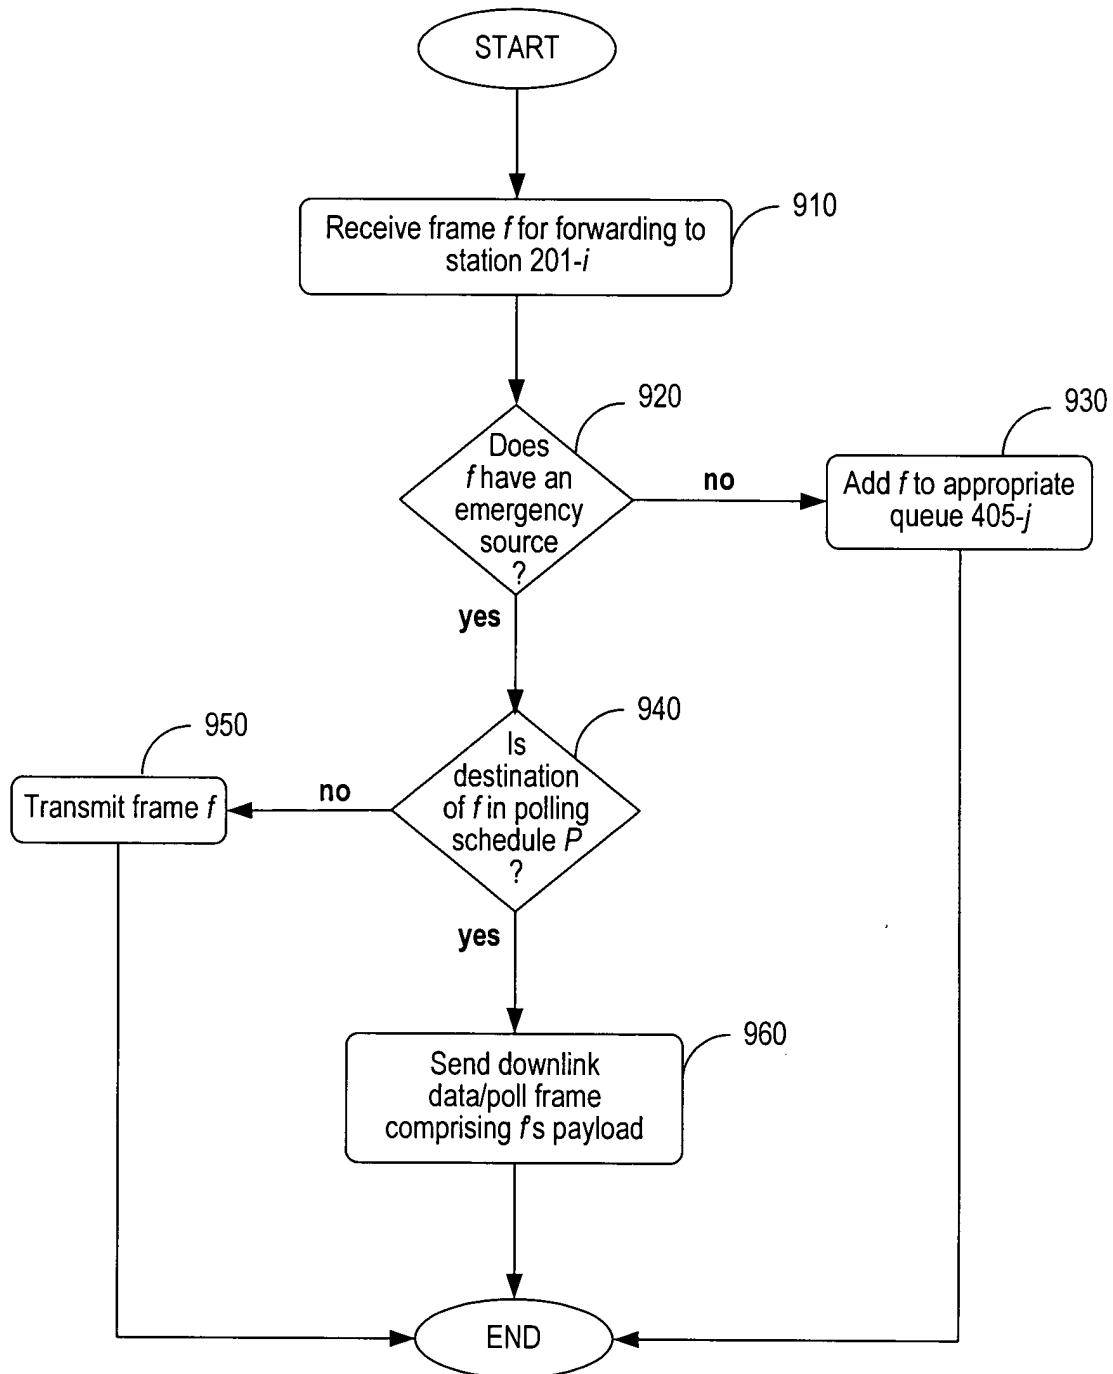 START
Receive frame f for forwarding to
station 201-i
910
Does
f have an
emergency
source
?
920
no
Add f to appropriate
queue 405-j
930
yes
Is
destination
of f in polling
schedule P
?
940
no
Transmit frame f
950
yes
Send downlink
data/poll frame
comprising f's payload
960
END